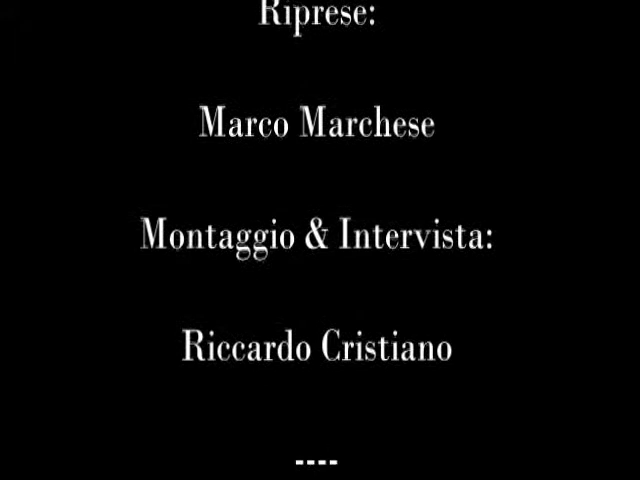 Riprese:
Marco Marchese
Montaggio & Intervista:
Riccardo Cristiano
----